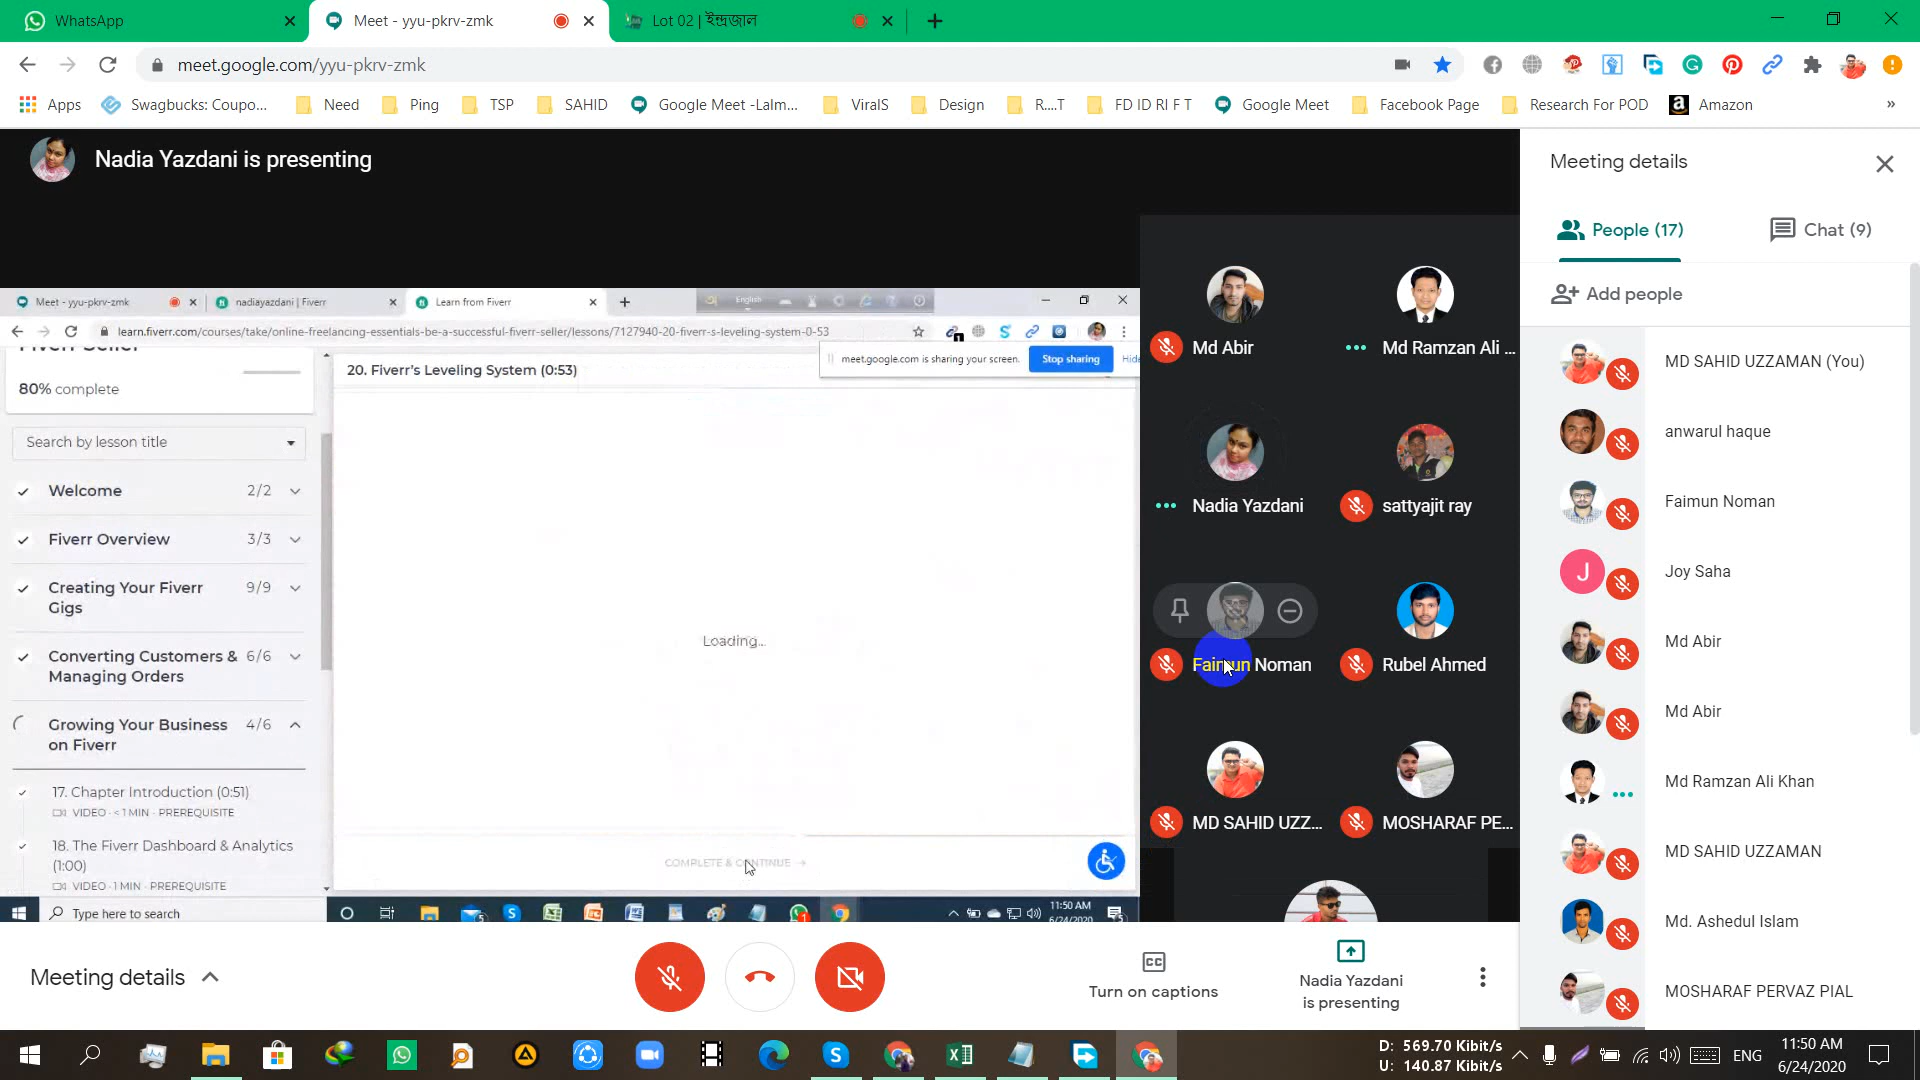 WhatsApp
Meet - yyu-pkrv-zmk
Lot 02 | ইন্দ্রজাল
meet.google.com/yyu-pkrv-zmk
Apps
Swagbucks: Coupo...
Need
Ping
TSP
SAHID
Google Meet -Lalm...
ViralS
Design
R....T
FD ID RI F T
Google Meet
Facebook Page
Research For POD
Amazon
»
Nadia Yazdani is presenting
Meet - yyu-pkrv-zmk
nadiayazdani | Fiverr
Learn from Fiverr
English
learn.fiverr.com/courses/take/online-freelancing-essentials-be-a-successful-fiverr-seller/lessons/7127940-20-fiverr-s-leveling-system-0-53
meet.google.com is sharing your screen.
Stop sharing
Hide
Fiverr Seller
80% complete
20. Fiverr's Leveling System (0:53)
Search by lesson title
Welcome 2/2
Fiverr Overview 3/3
Creating Your Fiverr 9/9
Gigs
Converting Customers & 6/6
Managing Orders
Growing Your Business 4/6
on Fiverr
17. Chapter Introduction (0:51)
VIDEO · < 1 MIN · PREREQUISITE
18. The Fiverr Dashboard & Analytics
(1:00)
VIDEO · 1 MIN · PREREQUISITE
Loading...
COMPLETE & CONTINUE →
Type here to search
11:50 AM
6/24/2020
Md Abir
Md Ramzan Ali ...
Nadia Yazdani
sattyajit ray
Faimun Noman
Rubel Ahmed
MD SAHID UZZ...
MOSHARAF PE...
Meeting details
People (17)
Chat (9)
Add people
MD SAHID UZZAMAN (You)
anwarul haque
Faimun Noman
J
Joy Saha
Md Abir
Md Abir
Md Ramzan Ali Khan
MD SAHID UZZAMAN
Md. Ashedul Islam
MOSHARAF PERVAZ PIAL
Meeting details
CC
Turn on captions
Nadia Yazdani
is presenting
D: 569.70 Kibit/s
U: 140.87 Kibit/s
ENG
11:50 AM
6/24/2020